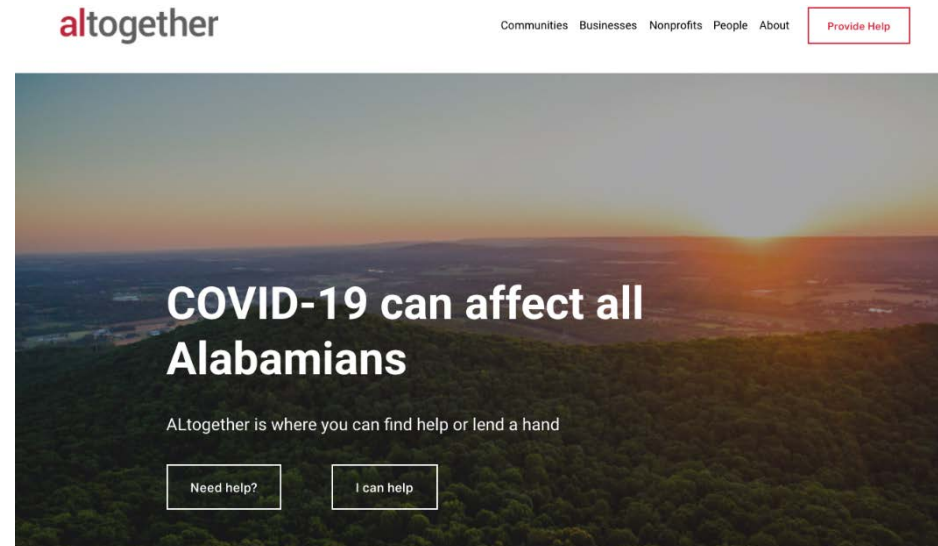 altogether
Communities Businesses Nonprofits People About Provide Help
COVID-19 can affect all
Alabamians
ALtogether is where you can find help or lend a hand
Need help? I can help